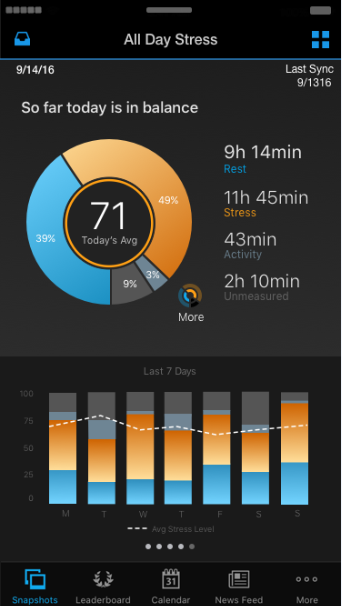 All Day Stress
9/14/16
Last Sync
9/1316
So far today is in balance
9h 14min
Rest
11h 45min
Stress
43min
Activity
2h 10min
Unmeasured
49%
39%
9%
3%
71
Today's Avg
More
Last 7 Days
100
75
50
25
0
M T W T F S S
Avg Stress Level
31
Snapshots Leaderboard Calendar News Feed More